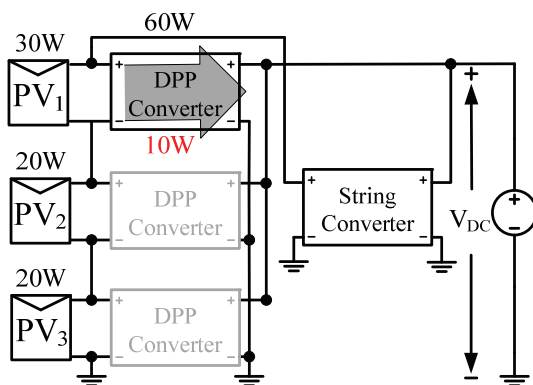 60W
30W
PV1
+ +
DPP
Converter
− −
10W
20W
PV2
+ +
DPP
Converter
− −
20W
PV3
+ +
DPP
Converter
− −
+ +
String
Converter
− −
+
VDC
−
+
−